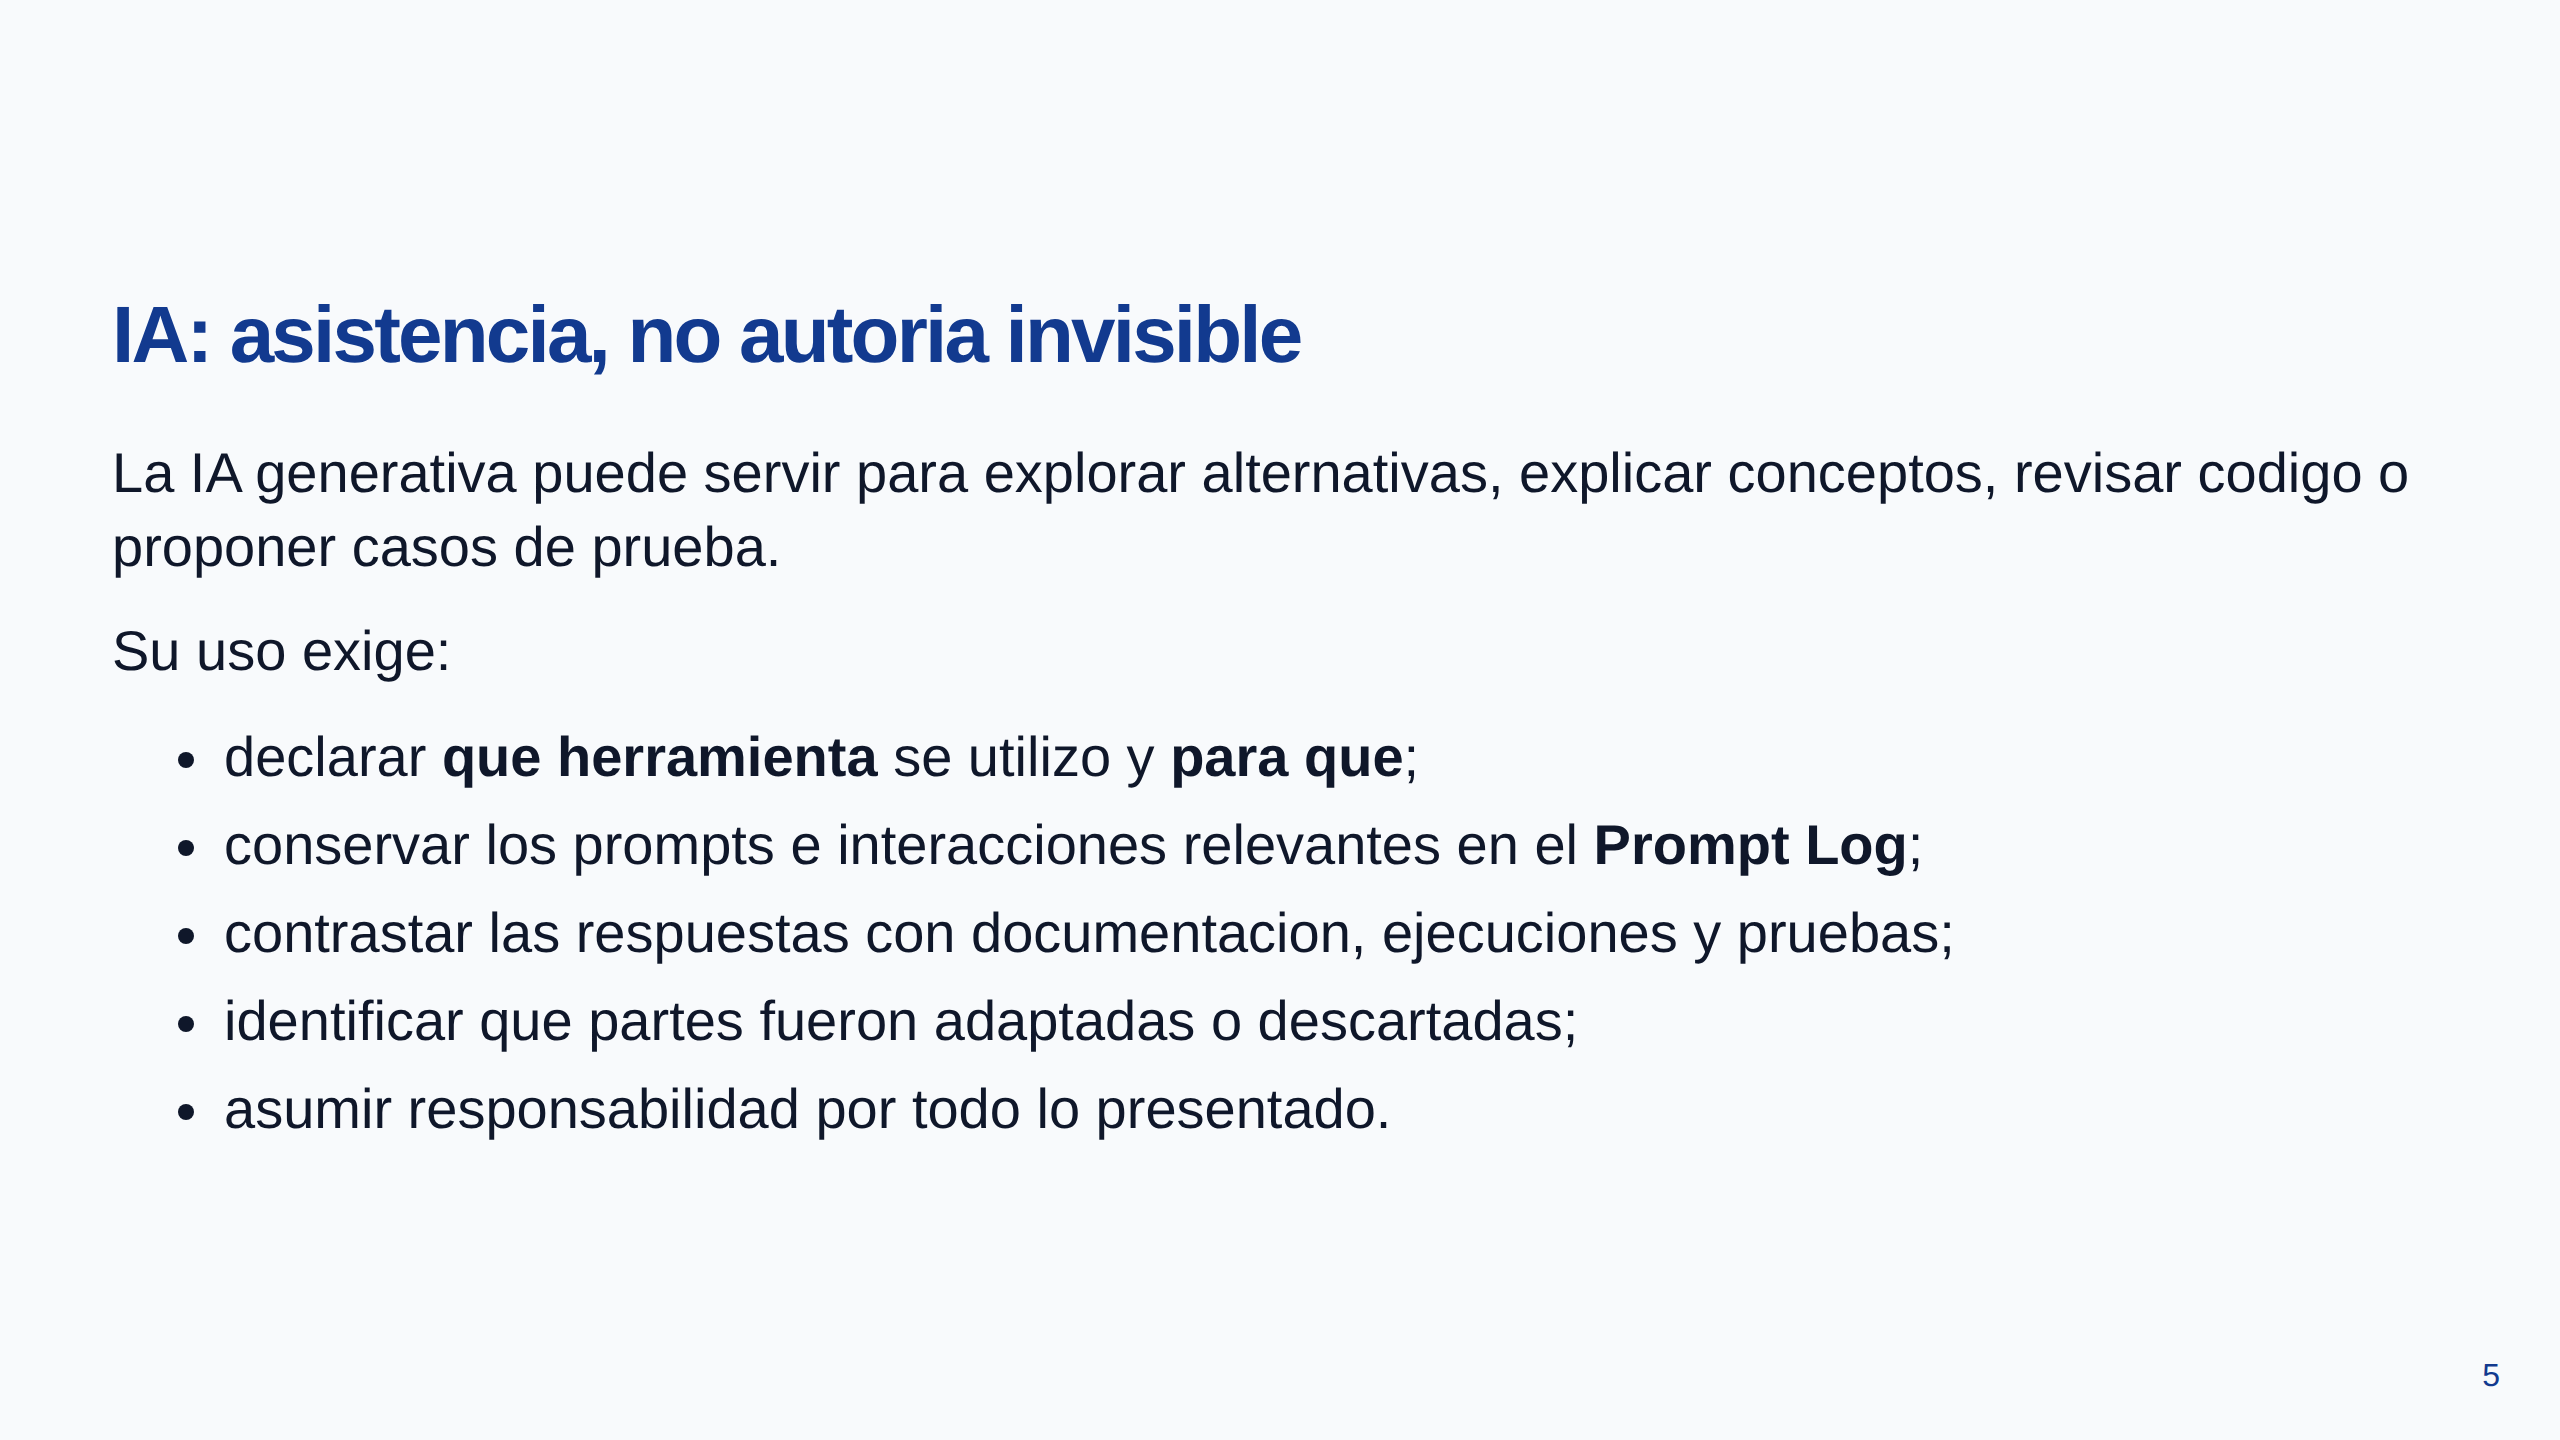 IA: asistencia, no autoria invisible
La IA generativa puede servir para explorar alternativas, explicar conceptos, revisar codigo o
proponer casos de prueba.
Su uso exige:
• declarar que herramienta se utilizo y para que;
• conservar los prompts e interacciones relevantes en el Prompt Log;
• contrastar las respuestas con documentacion, ejecuciones y pruebas;
• identificar que partes fueron adaptadas o descartadas;
• asumir responsabilidad por todo lo presentado.
5